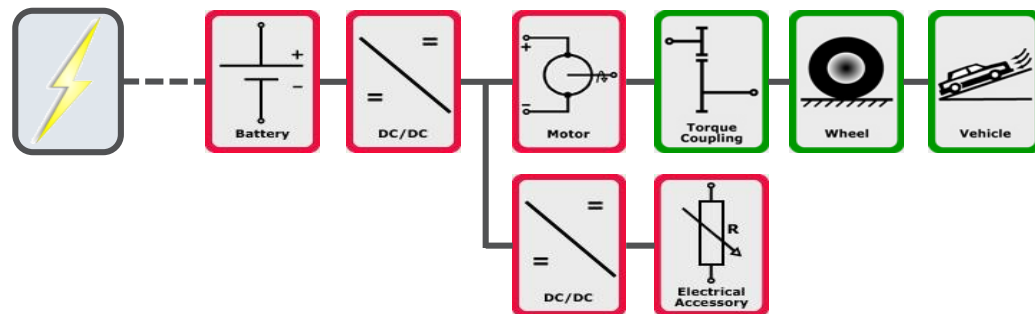 +
−
Battery
=
=
DC/DC
+
−
Motor
Torque
Coupling
Wheel
Vehicle
=
=
DC/DC
R
Electrical
Accessory